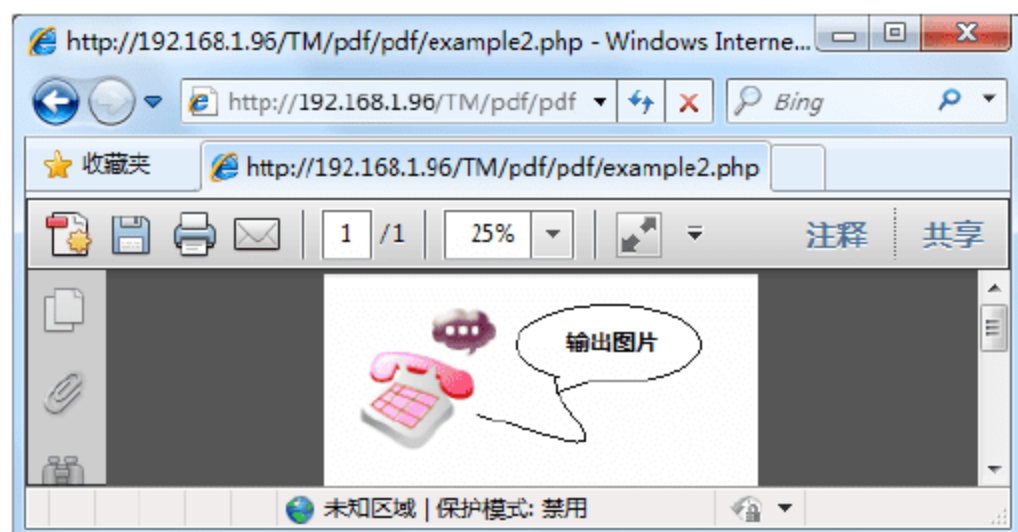 http://192.168.1.96/TM/pdf/pdf/example2.php - Windows Interne...
http://192.168.1.96/TM/pdf/pdf
Bing
收藏夹
http://192.168.1.96/TM/pdf/pdf/example2.php
1 /1
25%
注释
共享
输出图片
未知区域 | 保护模式: 禁用